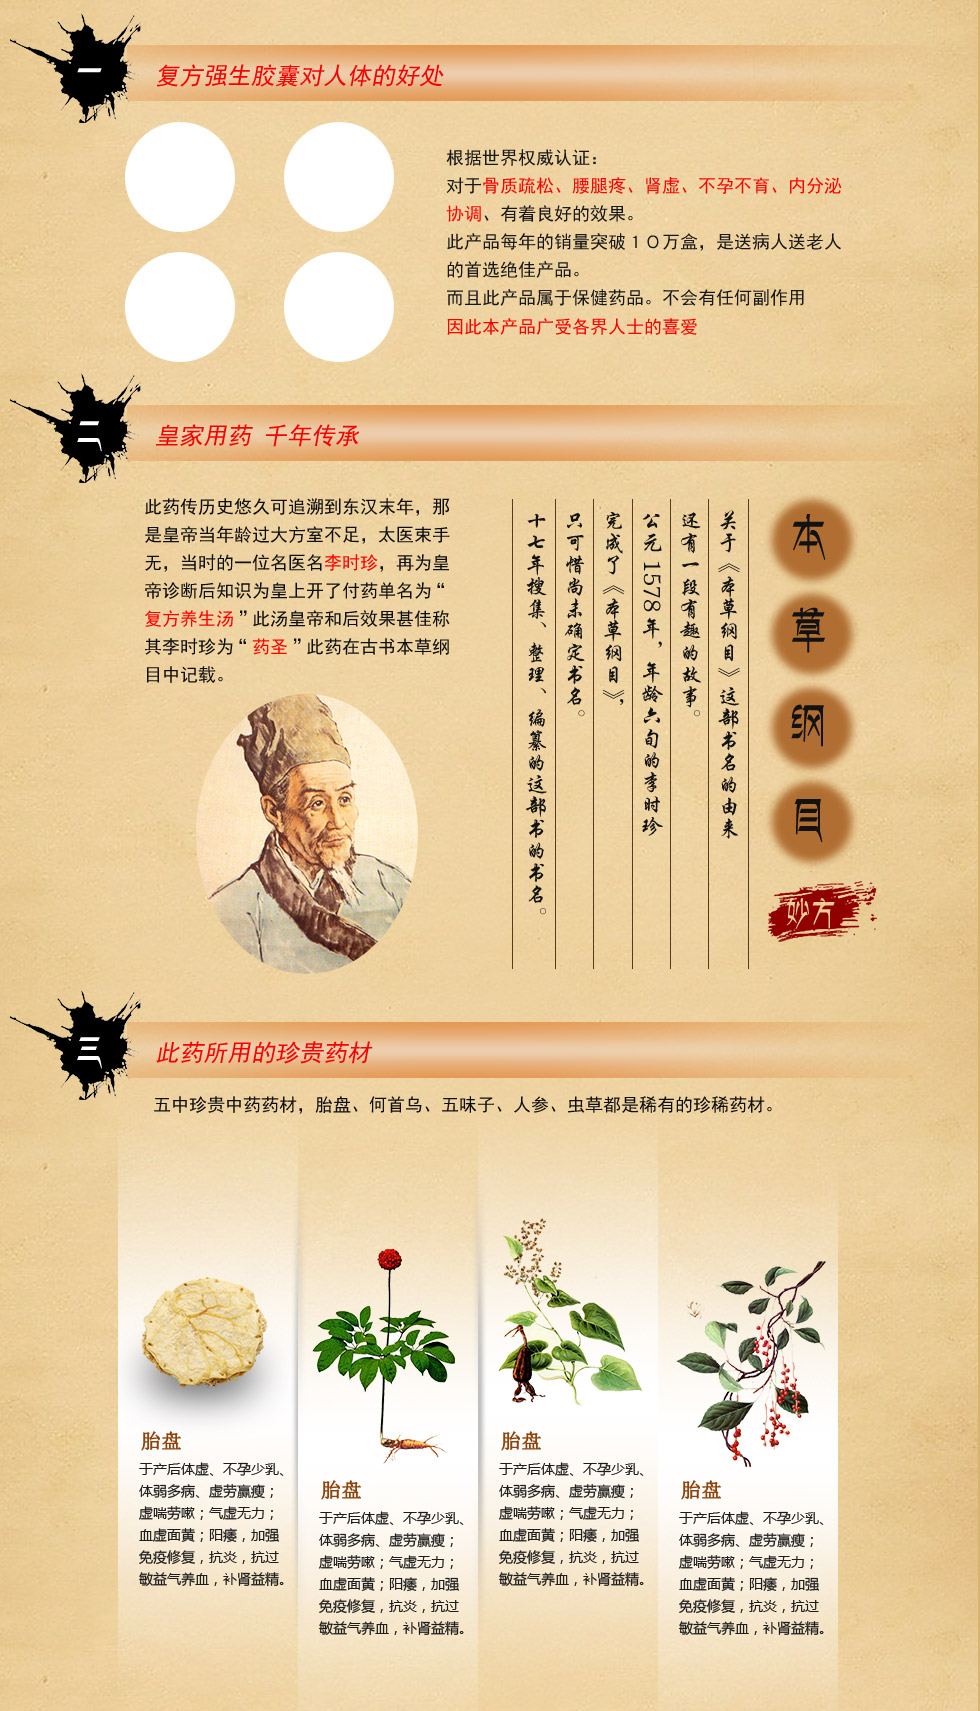 一
复方强生胶囊对人体的好处
根据世界权威认证：
对于骨质疏松、腰腿疼、肾虚、不孕不育、内分泌
协调、有着良好的效果。
此产品每年的销量突破１０万盒，是送病人送老人
的首选绝佳产品。
而且此产品属于保健药品。不会有任何副作用
因此本产品广受各界人士的喜爱
二
皇家用药 千年传承
此药传历史悠久可追溯到东汉末年，那
是皇帝当年龄过大方室不足，太医束手
无，当时的一位名医名李时珍，再为皇
帝诊断后知识为皇上开了付药单名为“
复方养生汤”此汤皇帝和后效果甚佳称
其李时珍为“药圣”此药在古书本草纲
目中记载。
本草纲目
妙方
关于《本草纲目》这部书名的由来
还有一段有趣的故事。
公元1578年，年龄六旬的李时珍
完成了《本草纲目》，
只可惜尚未确定书名。
十七年搜集、整理、编纂的这部书的书名。
三
此药所用的珍贵药材
五中珍贵中药药材，胎盘、何首乌、五味子、人参、虫草都是稀有的珍稀药材。
胎盘
于产后体虚、不孕少乳、
体弱多病、虚劳羸瘦；
虚喘劳嗽；气虚无力；
血虚面黄；阳痿，加强
免疫修复，抗炎，抗过
敏益气养血，补肾益精。
胎盘
于产后体虚、不孕少乳、
体弱多病、虚劳羸瘦；
虚喘劳嗽；气虚无力；
血虚面黄；阳痿，加强
免疫修复，抗炎，抗过
敏益气养血，补肾益精。
胎盘
于产后体虚、不孕少乳、
体弱多病、虚劳羸瘦；
虚喘劳嗽；气虚无力；
血虚面黄；阳痿，加强
免疫修复，抗炎，抗过
敏益气养血，补肾益精。
胎盘
于产后体虚、不孕少乳、
体弱多病、虚劳羸瘦；
虚喘劳嗽；气虚无力；
血虚面黄；阳痿，加强
免疫修复，抗炎，抗过
敏益气养血，补肾益精。